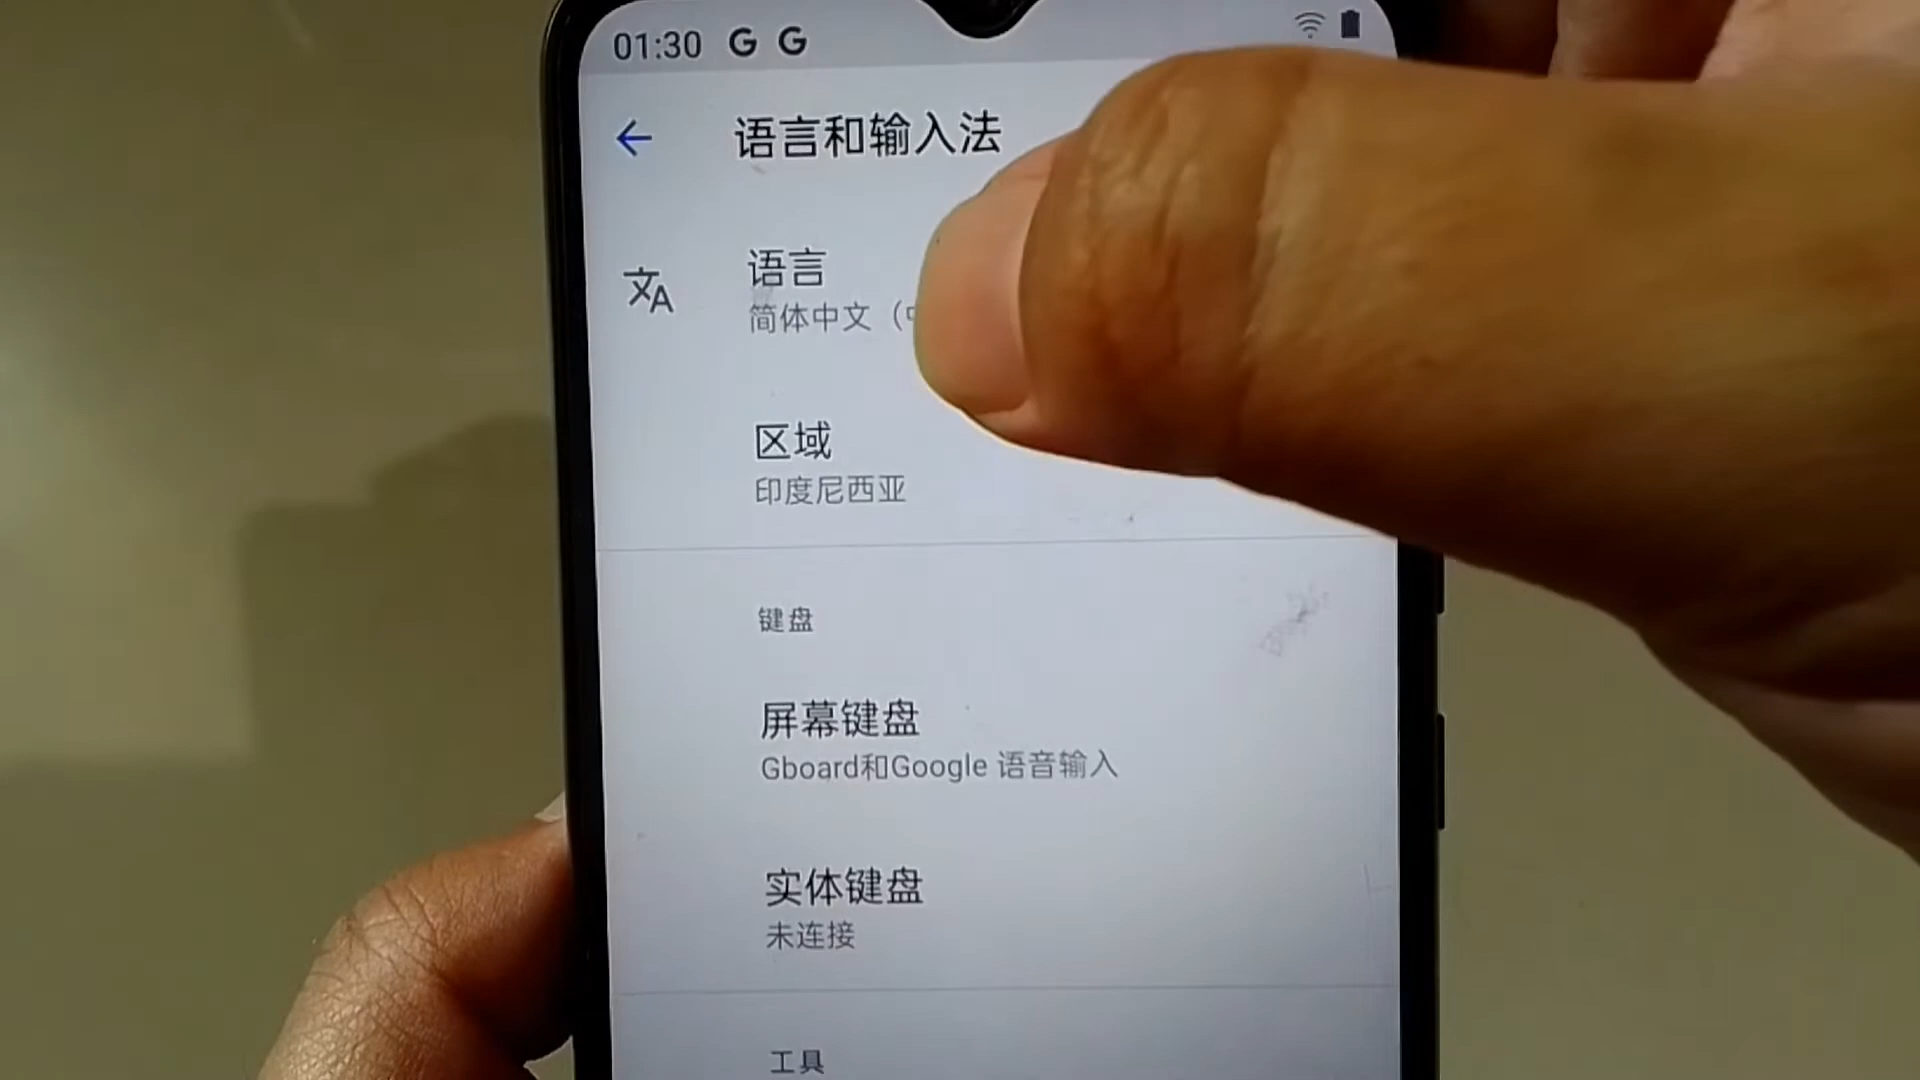 01:30 G G
语言和输入法
语言
简体中文（
区域
印度尼西亚
键盘
屏幕键盘
Gboard和Google 语音输入
实体键盘
未连接
工具